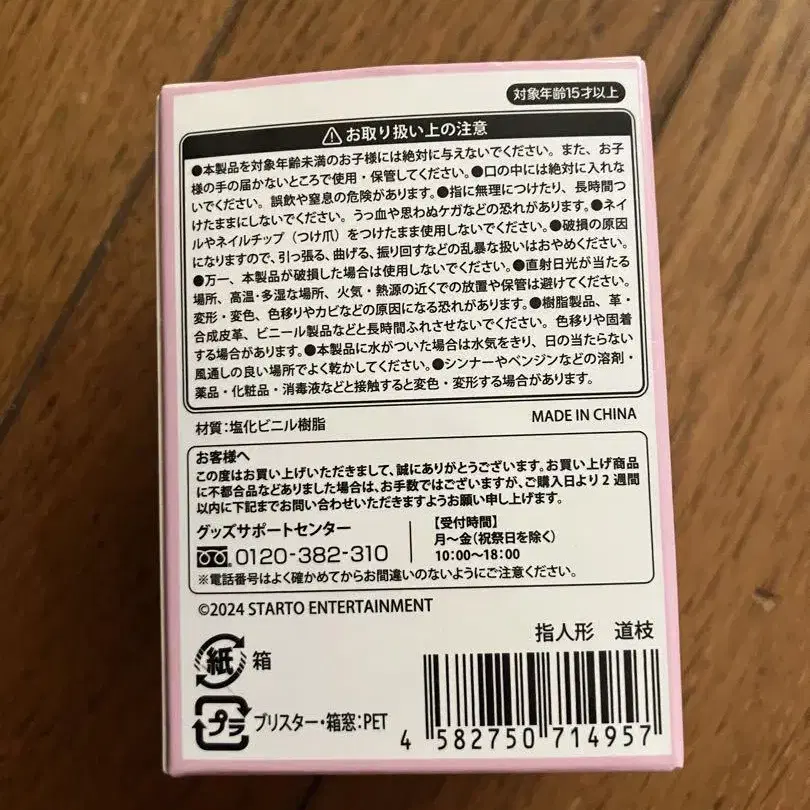 対象年齢15才以上
お取り扱い上の注意
●本製品を対象年齢未満のお子様には絶対に与えないでください。また、お子
様の手の届かないところで使用・保管してください。●口の中には絶対に入れな
いでください。誤飲や窒息の危険があります。●指に無理につけたり、長時間つ
けたままにしないでください。うっ血や思わぬケガなどの恐れがあります。●ネイ
ルやネイルチップ（つけ爪）をつけたまま使用しないでください。●破損の原因
になりますので、引っ張る、曲げる、振り回すなどの乱暴な扱いはおやめください。
●万一、本製品が破損した場合は使用しないでください。●直射日光が当たる
場所、高温・多湿な場所、火気・熱源の近くでの放置や保管は避けてください。
変形・変色、色移りやカビなどの原因になる恐れがあります。●樹脂製品、革・
合成皮革、ビニール製品などと長時間ふれさせないでください。色移りや固着
する場合があります。●本製品に水がついた場合は水気をきり、日の当たらない
風通しの良い場所でよく乾かしてください。●シンナーやベンジンなどの溶剤・
薬品・化粧品・消毒液などと接触すると変色・変形する場合があります。
材質：塩化ビニル樹脂
MADE IN CHINA
お客様へ
この度はお買い上げいただきまして、誠にありがとうございます。お買い上げ商品
に不都合品などありました場合は、お手数ではございますが、ご購入日より2週間
以内に下記までお問い合わせいただきますようお願い申し上げます。
グッズサポートセンター
0120-382-310
【受付時間】
月〜金（祝祭日を除く）
10:00〜18:00
※電話番号はよく確かめてからお間違いのないようにご注意ください。
©2024 STARTO ENTERTAINMENT
指人形 道枝
紙 箱
プラ ブリスター・箱窓：PET
4 582750 714957